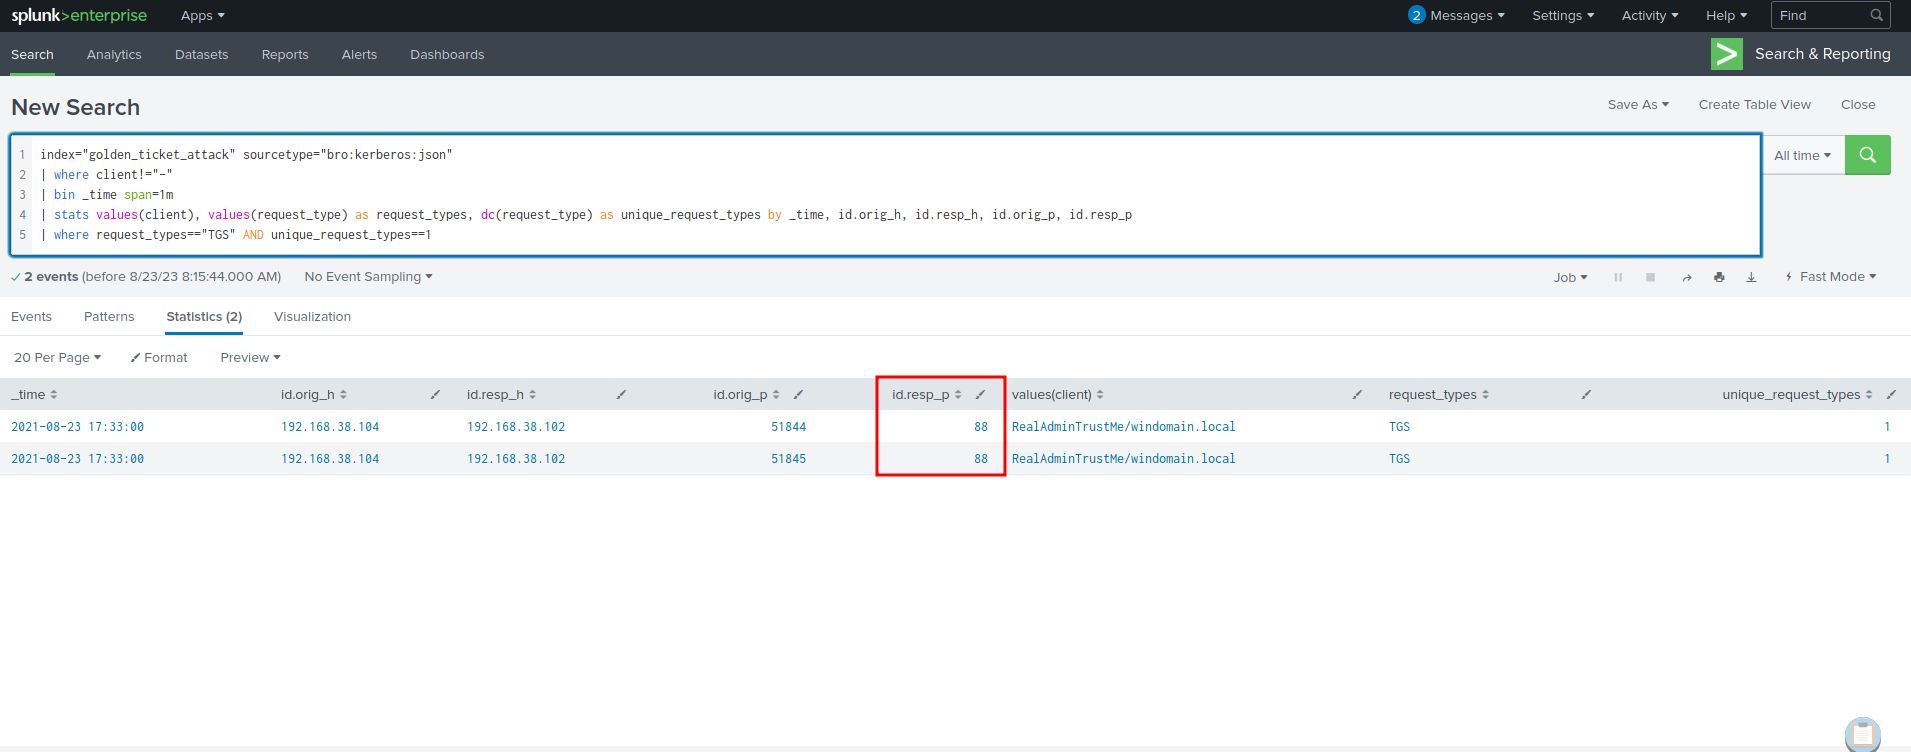 splunk>enterprise Apps 2 Messages Settings Activity Help Find
Search Analytics Datasets Reports Alerts Dashboards Search & Reporting
New Search Save As Create Table View Close
1 index="golden_ticket_attack" sourcetype="bro:kerberos:json"
2 | where client!="-"
3 | bin _time span=1m
4 | stats values(client), values(request_type) as request_types, dc(request_type) as unique_request_types by _time, id.orig_h, id.resp_h, id.orig_p, id.resp_p
5 | where request_types=="TGS" AND unique_request_types==1
All time
2 events (before 8/23/23 8:15:44.000 AM) No Event Sampling Job Fast Mode
Events Patterns Statistics (2) Visualization
20 Per Page Format Preview
_time id.orig_h id.resp_h id.orig_p id.resp_p values(client) request_types unique_request_types
2021-08-23 17:33:00 192.168.38.104 192.168.38.102 51844 88 RealAdminTrustMe/windomain.local TGS 1
2021-08-23 17:33:00 192.168.38.104 192.168.38.102 51845 88 RealAdminTrustMe/windomain.local TGS 1